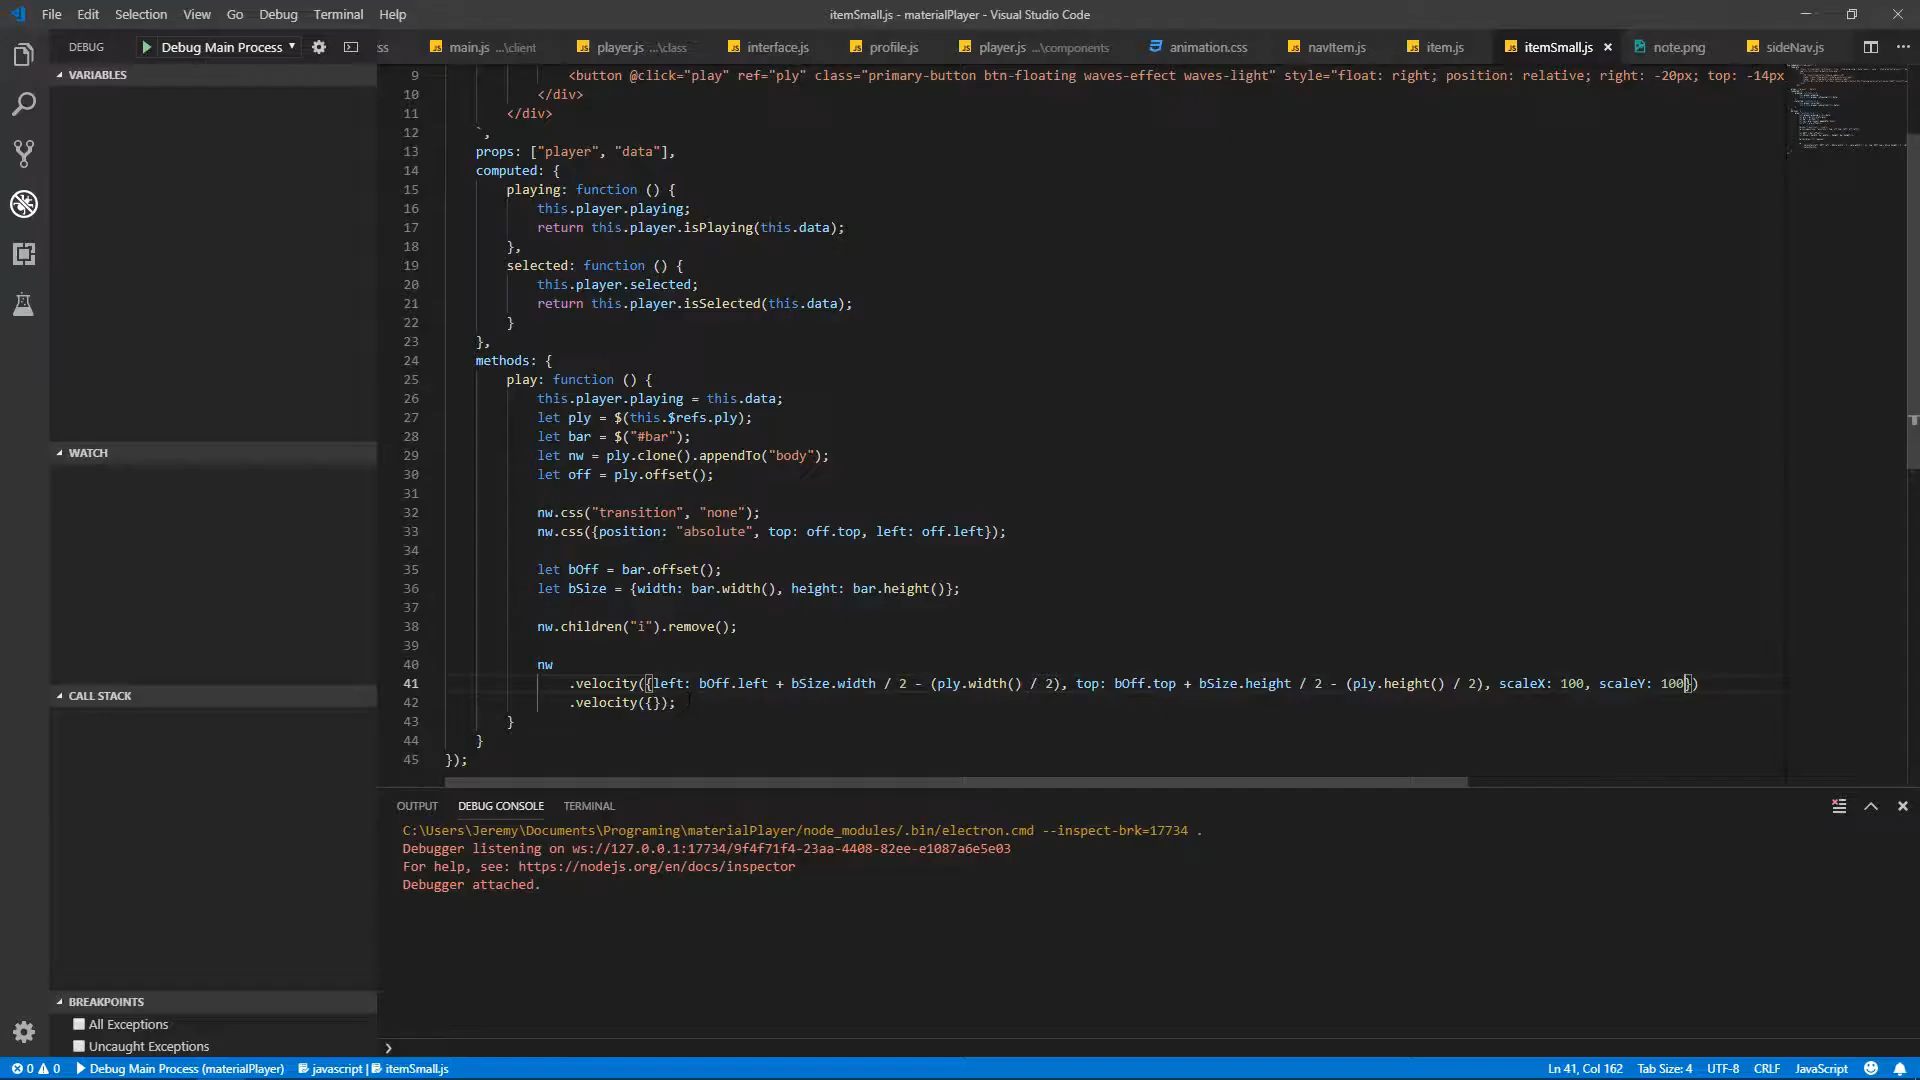 File Edit Selection View Go Debug Terminal Help
itemSmall.js - materialPlayer - Visual Studio Code
DEBUG Debug Main Process
ss main.js ...\client player.js ...\class interface.js profile.js player.js ...\components animation.css navItem.js item.js itemSmall.js note.png sideNav.js
VARIABLES
WATCH
CALL STACK
BREAKPOINTS
All Exceptions
Uncaught Exceptions
9 <button @click="play" ref="ply" class="primary-button btn-floating waves-effect waves-light" style="float: right; position: relative; right: -20px; top: -14px
10 </div>
11 </div>
12 `,
13 props: ["player", "data"],
14 computed: {
15 playing: function () {
16 this.player.playing;
17 return this.player.isPlaying(this.data);
18 },
19 selected: function () {
20 this.player.selected;
21 return this.player.isSelected(this.data);
22 }
23 },
24 methods: {
25 play: function () {
26 this.player.playing = this.data;
27 let ply = $(this.$refs.ply);
28 let bar = $("#bar");
29 let nw = ply.clone().appendTo("body");
30 let off = ply.offset();
31
32 nw.css("transition", "none");
33 nw.css({position: "absolute", top: off.top, left: off.left});
34
35 let bOff = bar.offset();
36 let bSize = {width: bar.width(), height: bar.height()};
37
38 nw.children("i").remove();
39
40 nw
41 .velocity({left: bOff.left + bSize.width / 2 - (ply.width() / 2), top: bOff.top + bSize.height / 2 - (ply.height() / 2), scaleX: 100, scaleY: 100})
42 .velocity({});
43 }
44 }
45 });
OUTPUT DEBUG CONSOLE TERMINAL
C:\Users\Jeremy\Documents\Programing\materialPlayer/node_modules/.bin/electron.cmd --inspect-brk=17734 .
Debugger listening on ws://127.0.0.1:17734/9f4f71f4-23aa-4408-82ee-e1087a6e5e03
For help, see: https://nodejs.org/en/docs/inspector
Debugger attached.
0 0 Debug Main Process (materialPlayer) javascript | itemSmall.js Ln 41, Col 162 Tab Size: 4 UTF-8 CRLF JavaScript